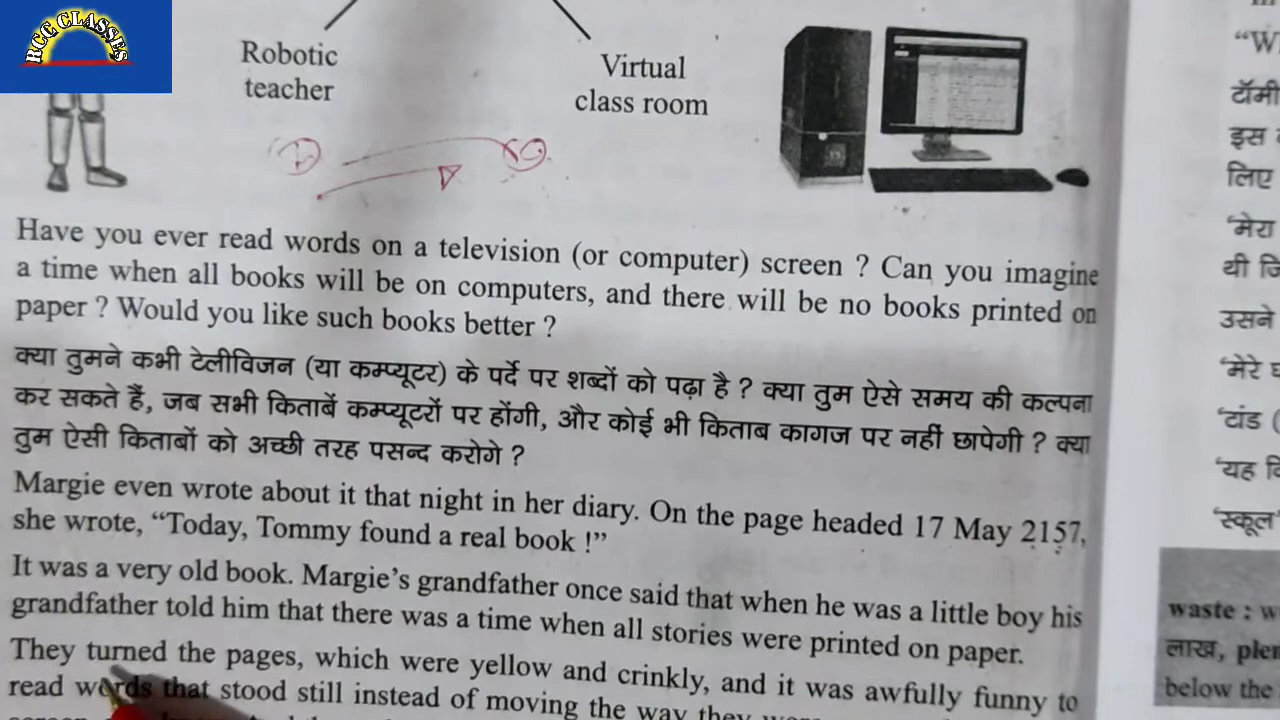 RCC CLASSES
Robotic
teacher
Virtual
class room
Have you ever read words on a television (or computer) screen ? Can you imagine
a time when all books will be on computers, and there will be no books printed on
paper ? Would you like such books better ?
क्या तुमने कभी टेलीविजन (या कम्प्यूटर) के पर्दे पर शब्दों को पढ़ा है ? क्या तुम ऐसे समय की कल्पना
कर सकते हैं, जब सभी किताबें कम्प्यूटरों पर होंगी, और कोई भी किताब कागज पर नहीं छापेगी ? क्या
तुम ऐसी किताबों को अच्छी तरह पसन्द करोगे ?
Margie even wrote about it that night in her diary. On the page headed 17 May 2157,
she wrote, “Today, Tommy found a real book !”
It was a very old book. Margie’s grandfather once said that when he was a little boy his
grandfather told him that there was a time when all stories were printed on paper.
They turned the pages, which were yellow and crinkly, and it was awfully funny to
read words that stood still instead of moving the way they
“W
टॉमी
इस
लिए
‘मेरा
थी
उसने
‘मेरे
‘टांड (
‘यह
‘स्कूल
waste : w
लाख, plen
below the